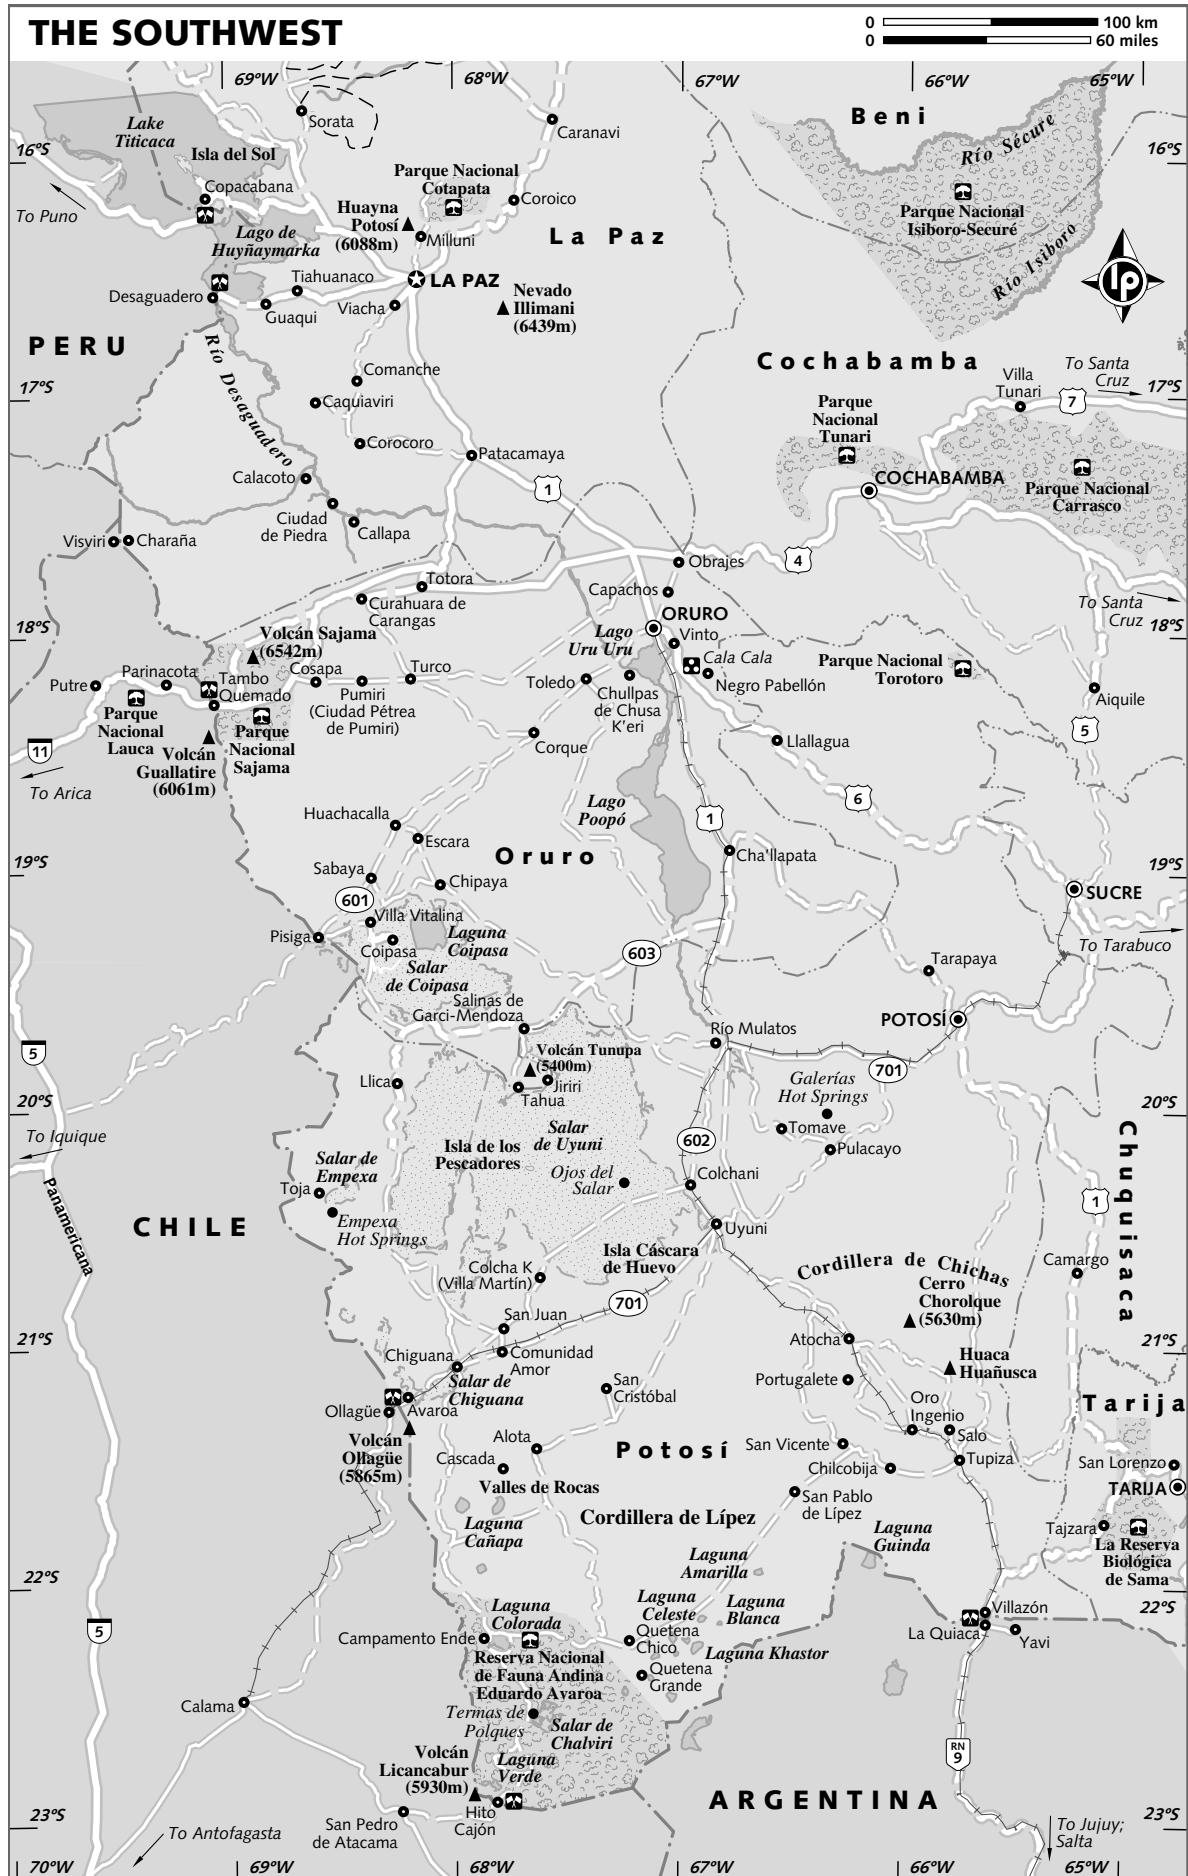 THE SOUTHWEST
0 100 km
0 60 miles
69°W
68°W
67°W
66°W
65°W
Lake
Titicaca
Sorata
Caranavi
Beni
Río Sécure
16°S
16°S
Isla del Sol
Copacabana
To Puno
Parque Nacional
Cotapata
Coroico
Huayna
Potosí
(6088m)
Milluni
La Paz
Parque Nacional
Isiboro-Securé
Río Isiboro
lp
Lago de
Huyñaymarka
Tiahuanaco
LA PAZ
Desaguadero
Guaqui
Viacha
Nevado
Illimani
(6439m)
PERU
Río Desaguadero
Comanche
Caquiaviri
Corocoro
Patacamaya
Calacoto
Ciudad
de Piedra
Callapa
Cochabamba
To Santa
Cruz
Villa
Tunari
7
17°S
17°S
Parque
Nacional
Tunari
COCHABAMBA
Parque Nacional
Carrasco
1
4
Visviri
Charaña
Totora
Obrajes
Curahuara de
Carangas
Capachos
ORURO
To Santa
Cruz
18°S
18°S
Volcán Sajama
(6542m)
Lago
Uru Uru
Vinto
Cala Cala
Negro Pabellón
Parque Nacional
Torotoro
Putre
Parinacota
Tambo
Quemado
Cosapa
Turco
Pumiri
(Ciudad Pétrea
de Pumiri)
Toledo
Chullpas
de Chusa
K'eri
Aiquile
Parque
Nacional
Lauca
Parque
Nacional
Sajama
Volcán
Guallatire
(6061m)
11
To Arica
Corque
Llallagua
5
6
Lago
Poopó
1
Huachacalla
Escara
Oruro
Cha'llapata
19°S
19°S
Sabaya
Chipaya
601
SUCRE
Villa Vitalina
Pisiga
Coipasa
Laguna
Coipasa
Salar
de Coipasa
603
To Tarabuco
Tarapaya
Salinas de
Garci-Mendoza
POTOSÍ
Río Mulatos
5
Volcán Tunupa
(5400m)
Llica
Jiriri
Tahua
701
Galerías
Hot Springs
20°S
20°S
To Iquique
Salar
de Uyuni
Isla de los
Pescadores
Tomave
602
Pulacayo
Chuquisaca
Salar de
Empexa
Toja
Ojos del
Salar
Colchani
Panamericana
CHILE
Empexa
Hot Springs
Uyuni
1
Isla Cáscara
de Huevo
Colcha K
(Villa Martín)
Cordillera de Chichas
Camargo
Cerro
Chorolque
(5630m)
701
San Juan
Atocha
21°S
21°S
Chiguana
Comunidad
Amor
Huaca
Huañusca
Salar de
Chiguana
San
Cristóbal
Portugalete
Oro
Ingenio
Tarija
Ollagüe
Avaroa
Salo
Volcán
Ollagüe
(5865m)
Alota
Potosí
San Vicente
Cascada
Chilcobija
Tupiza
San Lorenzo
Valles de Rocas
TARIJA
San Pablo
de Lípez
Cordillera de Lípez
Laguna
Cañapa
Laguna
Guinda
Tajzara
La Reserva
Biológica
de Sama
Laguna
Amarilla
22°S
22°S
Laguna
Colorada
Laguna
Celeste
Laguna
Blanca
Villazón
5
Campamento Ende
Quetena
Chico
La Quiaca
Yavi
Reserva Nacional
de Fauna Andina
Eduardo Avaroa
Laguna Khastor
Quetena
Grande
Calama
Termas de
Polques
Salar de
Chalviri
RN
9
Volcán
Licancabur
(5930m)
Laguna
Verde
ARGENTINA
Hito
Cajón
23°S
23°S
San Pedro
de Atacama
To Antofagasta
To Jujuy;
Salta
70°W
69°W
68°W
67°W
66°W
65°W